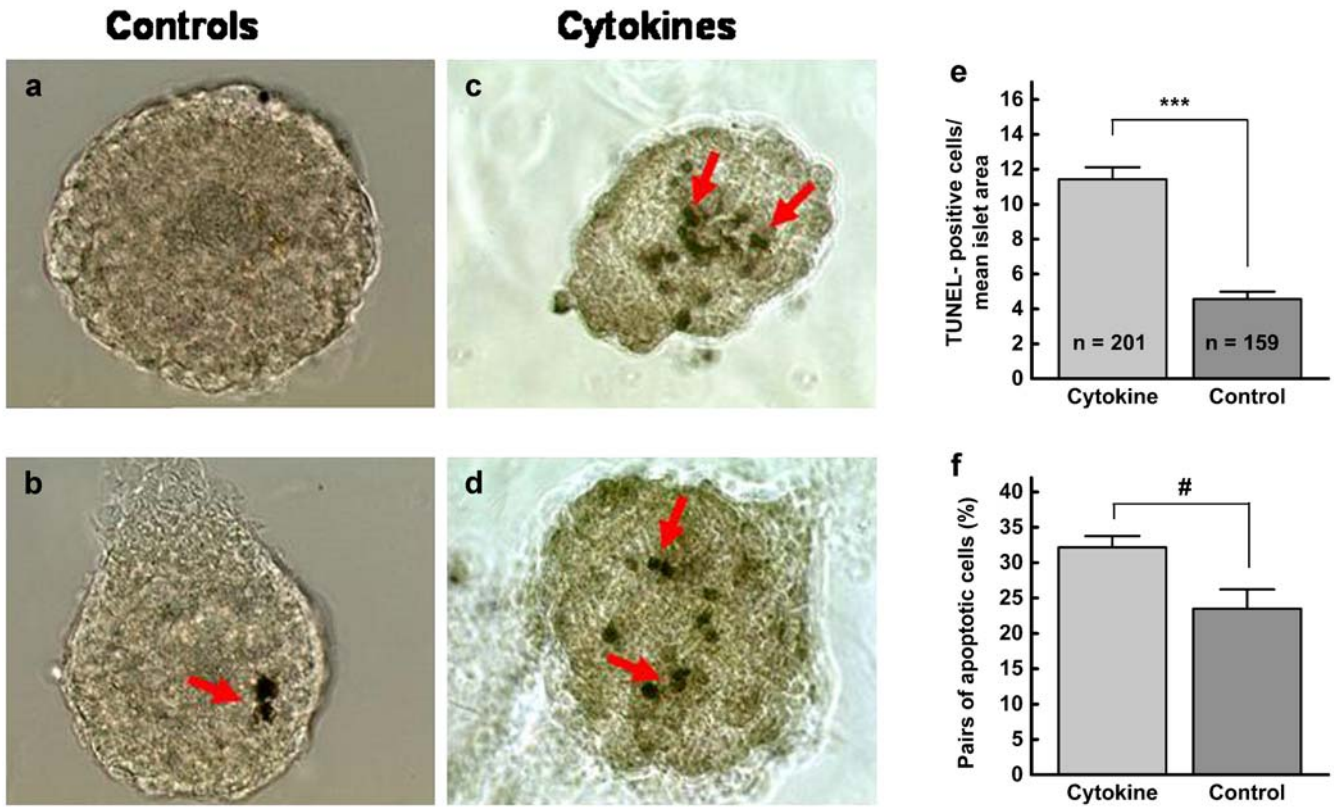 Controls
Cytokines
a
c
b
d
e
TUNEL- positive cells/
mean islet area
16
14
12
10
8
6
4
2
0
***
n = 201
n = 159
Cytokine
Control
f
Pairs of apoptotic cells (%)
40
35
30
25
20
15
10
5
0
#
Cytokine
Control